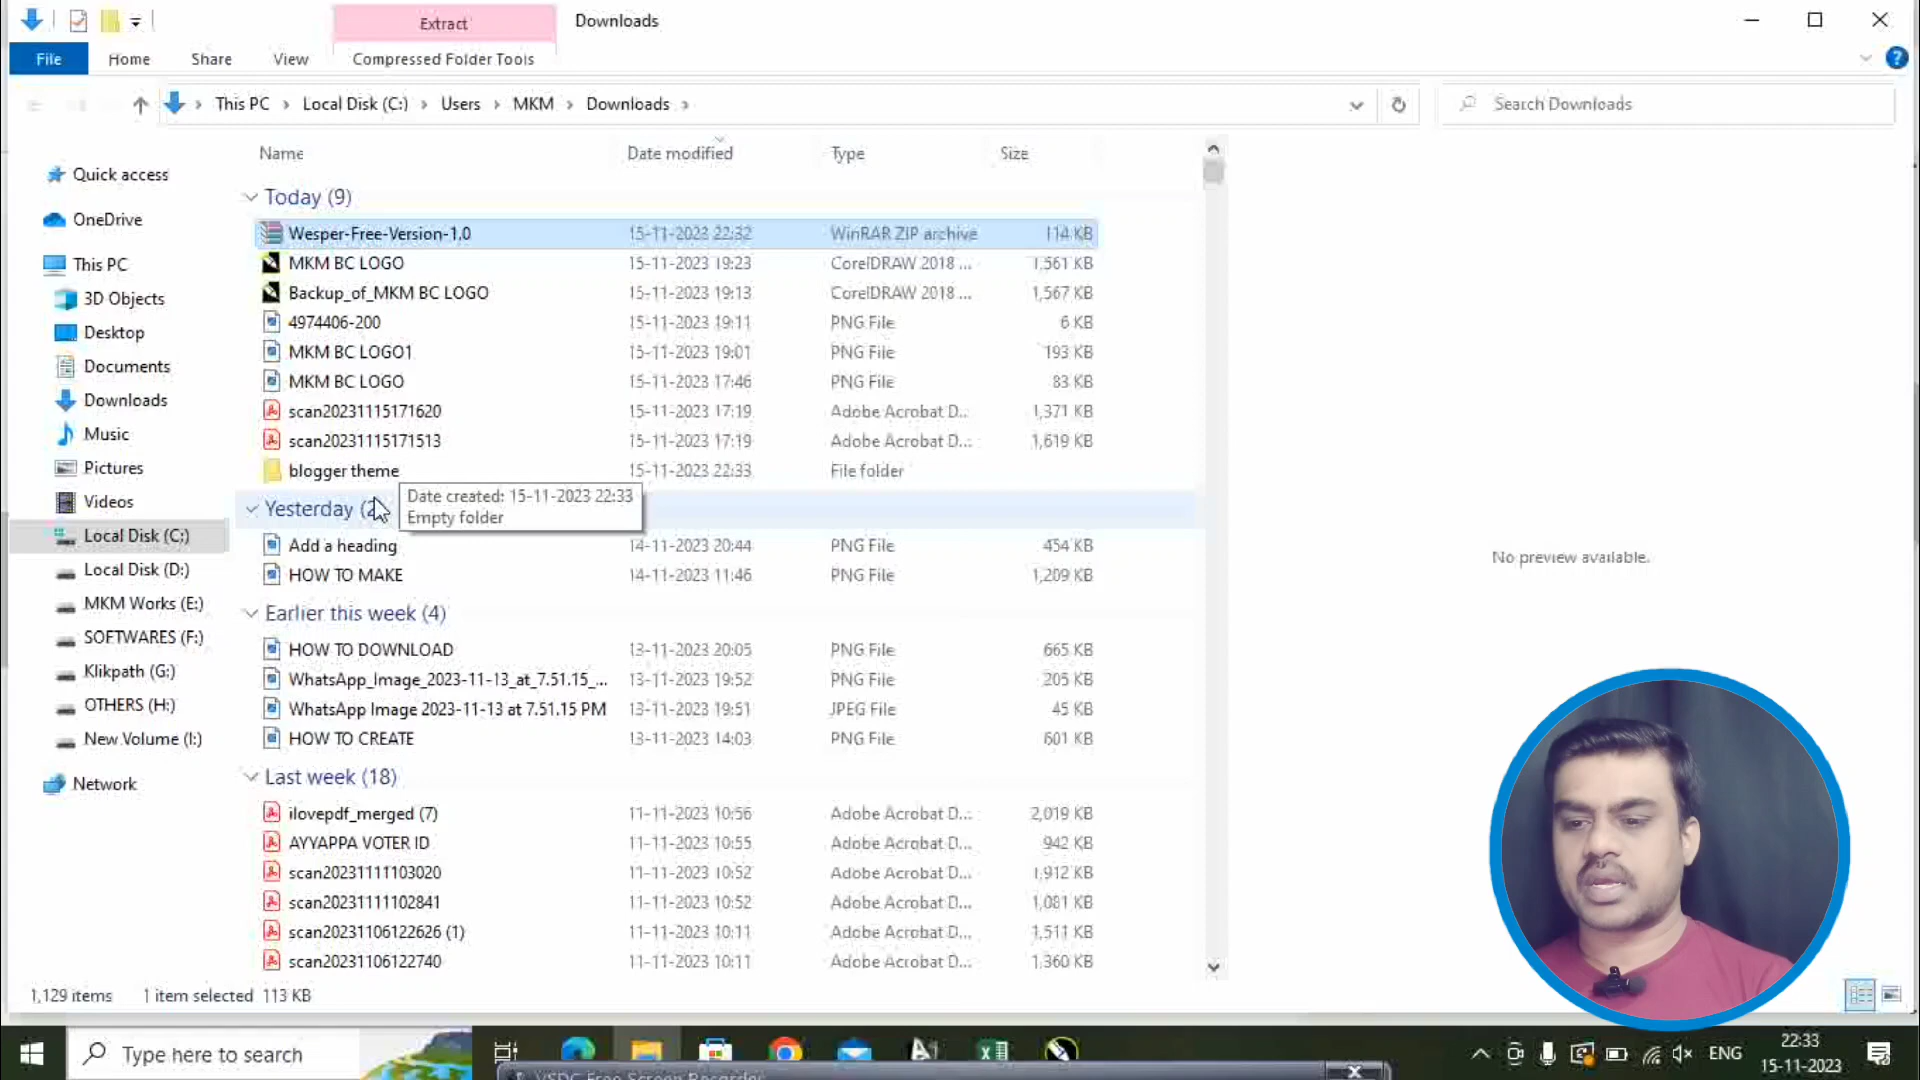 Extract
Downloads
File Home Share View Compressed Folder Tools
This PC Local Disk (C:) Users MKM Downloads
Search Downloads
Name Date modified Type Size
Quick access
OneDrive
This PC
3D Objects
Desktop
Documents
Downloads
Music
Pictures
Videos
Local Disk (C:)
Local Disk (D:)
MKM Works (E:)
SOFTWARES (F:)
Klikpath (G:)
OTHERS (H:)
New Volume (I:)
Network
Today (9)
Wesper-Free-Version-1.0 15-11-2023 22:32 WinRAR ZIP archive 114 KB
MKM BC LOGO 15-11-2023 19:23 CorelDRAW 2018 ... 1,561 KB
Backup_of_MKM BC LOGO 15-11-2023 19:13 CorelDRAW 2018 ... 1,567 KB
4974406-200 15-11-2023 19:11 PNG File 6 KB
MKM BC LOGO1 15-11-2023 19:01 PNG File 193 KB
MKM BC LOGO 15-11-2023 17:46 PNG File 83 KB
scan20231115171620 15-11-2023 17:19 Adobe Acrobat D... 1,371 KB
scan20231115171513 15-11-2023 17:19 Adobe Acrobat D... 1,619 KB
blogger theme 15-11-2023 22:33 File folder
Date created: 15-11-2023 22:33
Empty folder
Yesterday (2
Add a heading 14-11-2023 20:44 PNG File 454 KB
HOW TO MAKE 14-11-2023 11:46 PNG File 1,209 KB
Earlier this week (4)
HOW TO DOWNLOAD 13-11-2023 20:05 PNG File 665 KB
WhatsApp_Image_2023-11-13_at_7.51.15_... 13-11-2023 19:52 PNG File 205 KB
WhatsApp Image 2023-11-13 at 7.51.15 PM 13-11-2023 19:51 JPEG File 45 KB
HOW TO CREATE 13-11-2023 14:03 PNG File 601 KB
Last week (18)
ilovepdf_merged (7) 11-11-2023 10:56 Adobe Acrobat D... 2,019 KB
AYYAPPA VOTER ID 11-11-2023 10:55 Adobe Acrobat D... 942 KB
scan20231111103020 11-11-2023 10:52 Adobe Acrobat D... 1,912 KB
scan20231111102841 11-11-2023 10:52 Adobe Acrobat D... 1,081 KB
scan20231106122626 (1) 11-11-2023 10:11 Adobe Acrobat D... 1,511 KB
scan20231106122740 11-11-2023 10:11 Adobe Acrobat D... 1,360 KB
No preview available.
1,129 items 1 item selected 113 KB
Type here to search
VSDC Free Screen Recorder
ENG
22:33
15-11-2023